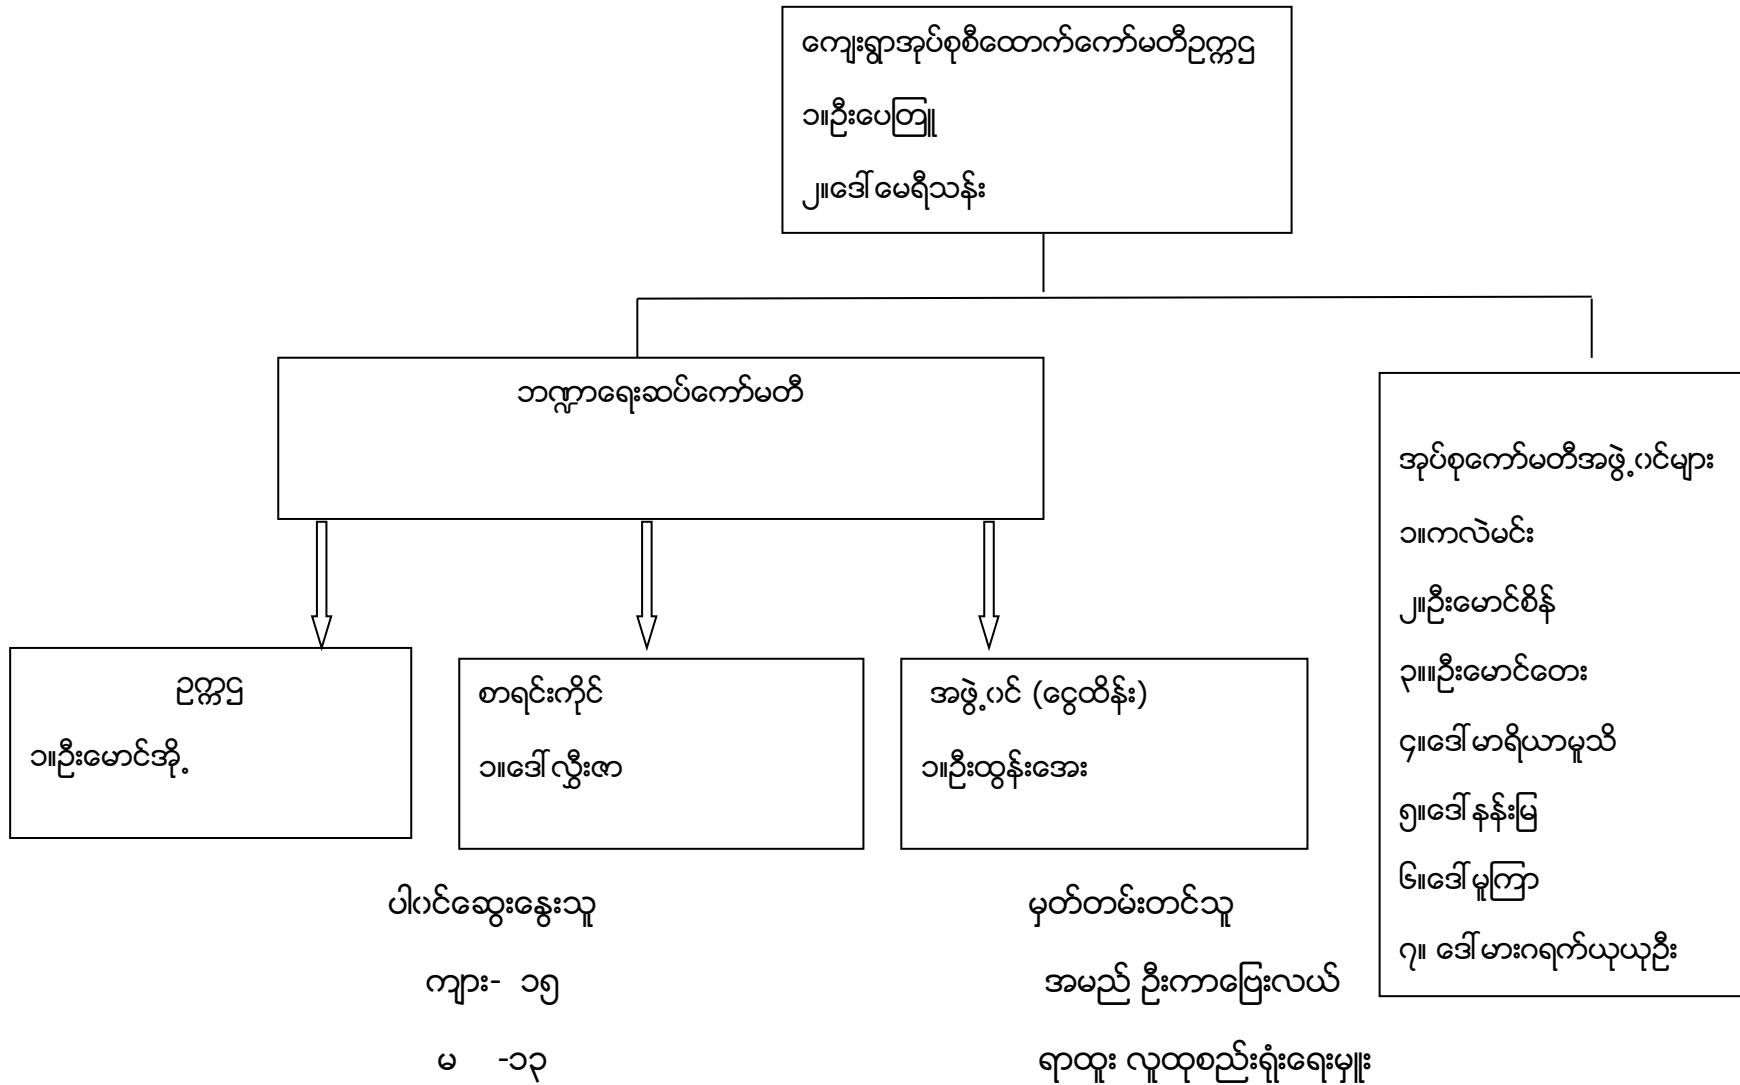 ကျေးရွာအုပ်စုစီထောက်ကော်မတီဥက္ကဌ
၁။ဦးပေတြူ
၂။ဒေါ်မေရီသန်း
ဘဏ္ဍာရေးဆပ်ကော်မတီ
အုပ်စုကော်မတီအဖွဲ့ဝင်များ
၁။ကလဲမင်း
၂။ဦးမောင်စိန်
၃။။ဦးမောင်တေး
၄။ဒေါ်မာရိယာမူသိ
၅။ဒေါ်နန်းမြ
၆။ဒေါ်မူကြာ
၇။ ဒေါ်မားဂရက်ယုယုဦး
ဥက္ကဌ
၁။ဦးမောင်အို့
စာရင်းကိုင်
၁။ဒေါ်လွှီးဇာ
အဖွဲ့ဝင် (ငွေထိန်း)
၁။ဦးထွန်းအေး
ပါဝင်ဆွေးနွေးသူ
ကျား- ၁၅
မ -၁၃
မှတ်တမ်းတင်သူ
အမည် ဦးကာဗြေးလယ်
ရာထူး လူထုစည်းရုံးရေးမှူး